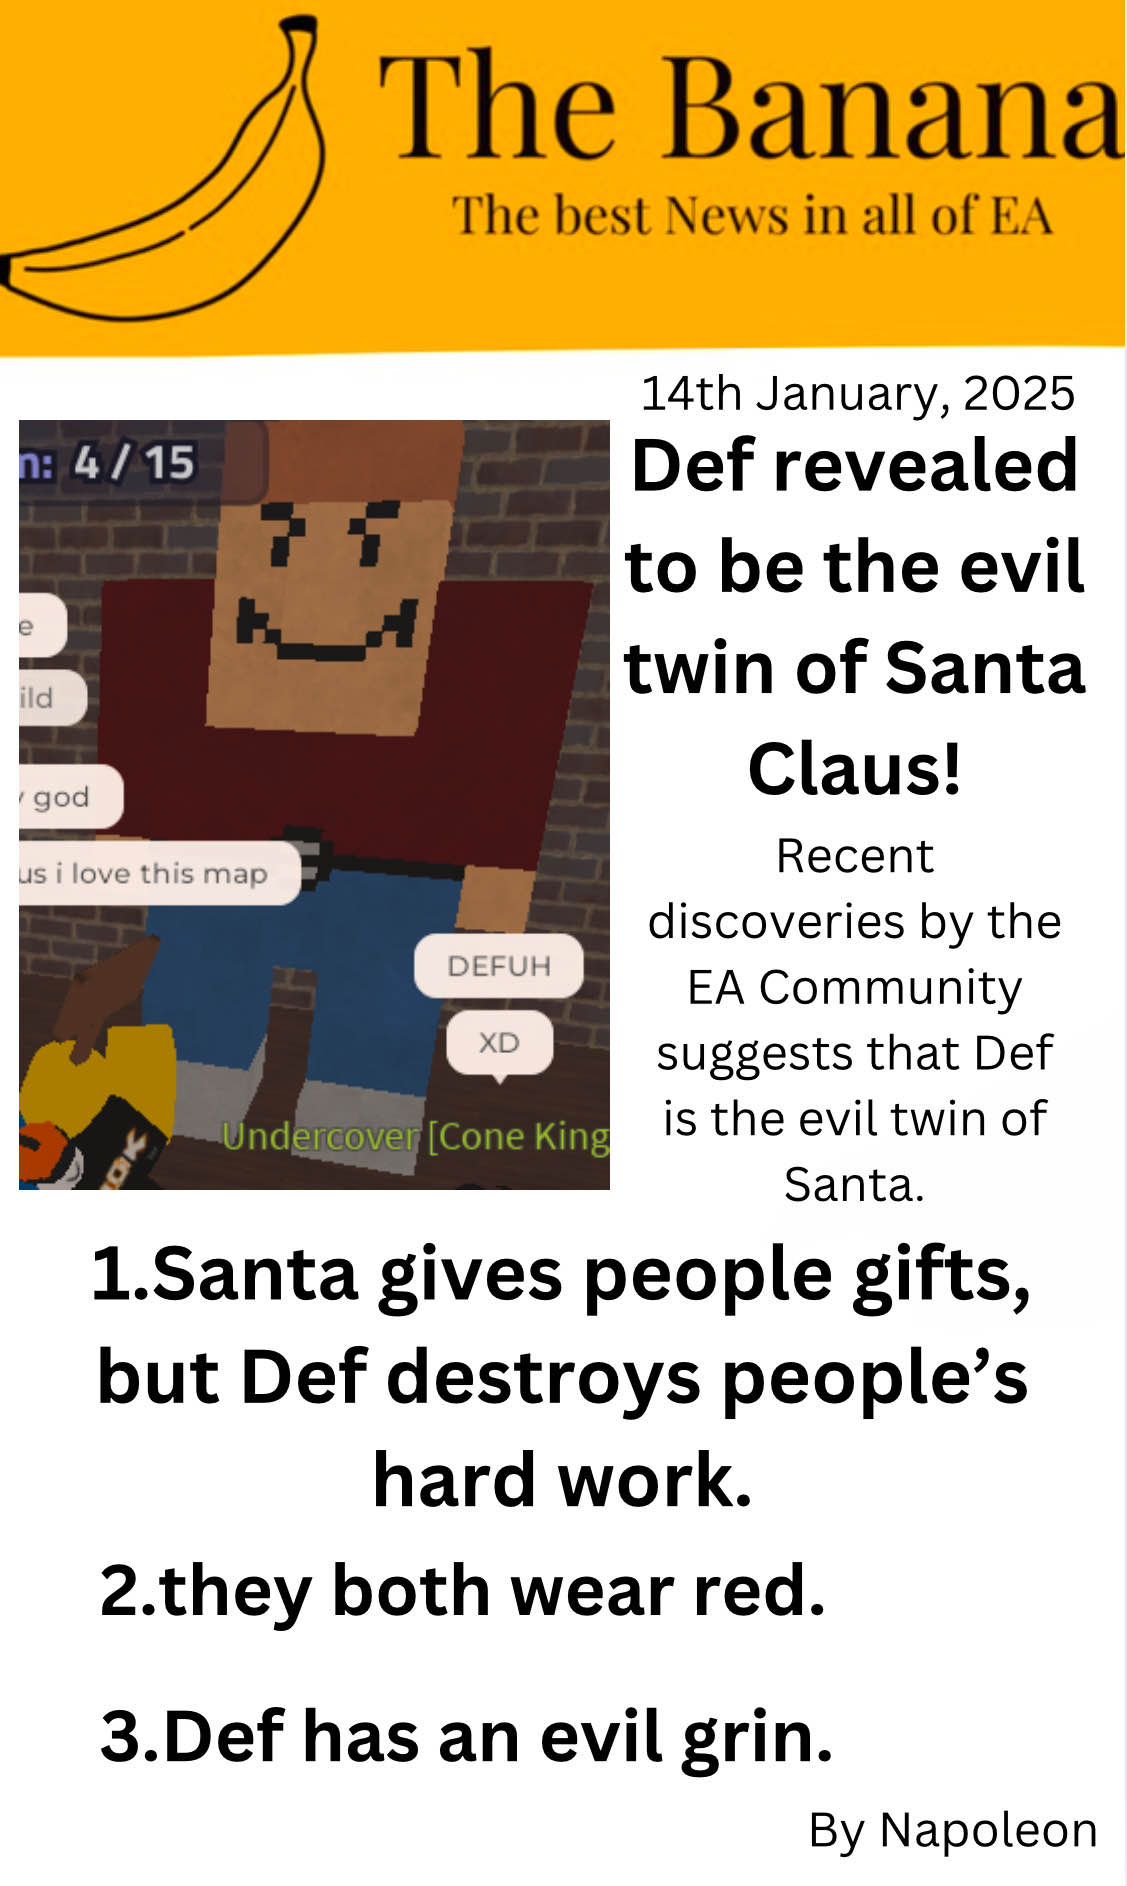 The Banana
The best News in all of EA
14th January, 2025
Def revealed
to be the evil
twin of Santa
Claus!
Recent
discoveries by the
EA Community
suggests that Def
is the evil twin of
Santa.
n: 4 / 15
e
ild
god
us i love this map
DEFUH
XD
Undercover [Cone King
1.Santa gives people gifts,
but Def destroys people’s
hard work.
2.they both wear red.
3.Def has an evil grin.
By Napoleon